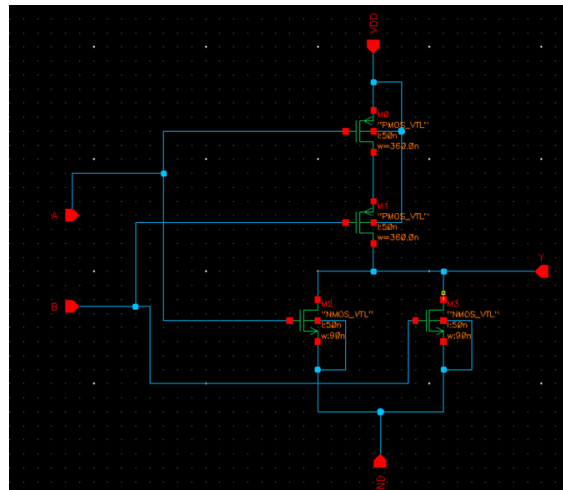 VDD
M0
"PMOS_VTL"
l:50n
w=360.0n
A
M1
"PMOS_VTL"
l:50n
w=360.0n
Y
B
M2
"NMOS_VTL"
l:50n
w:90n
M3
"NMOS_VTL"
l:50n
w:90n
ND